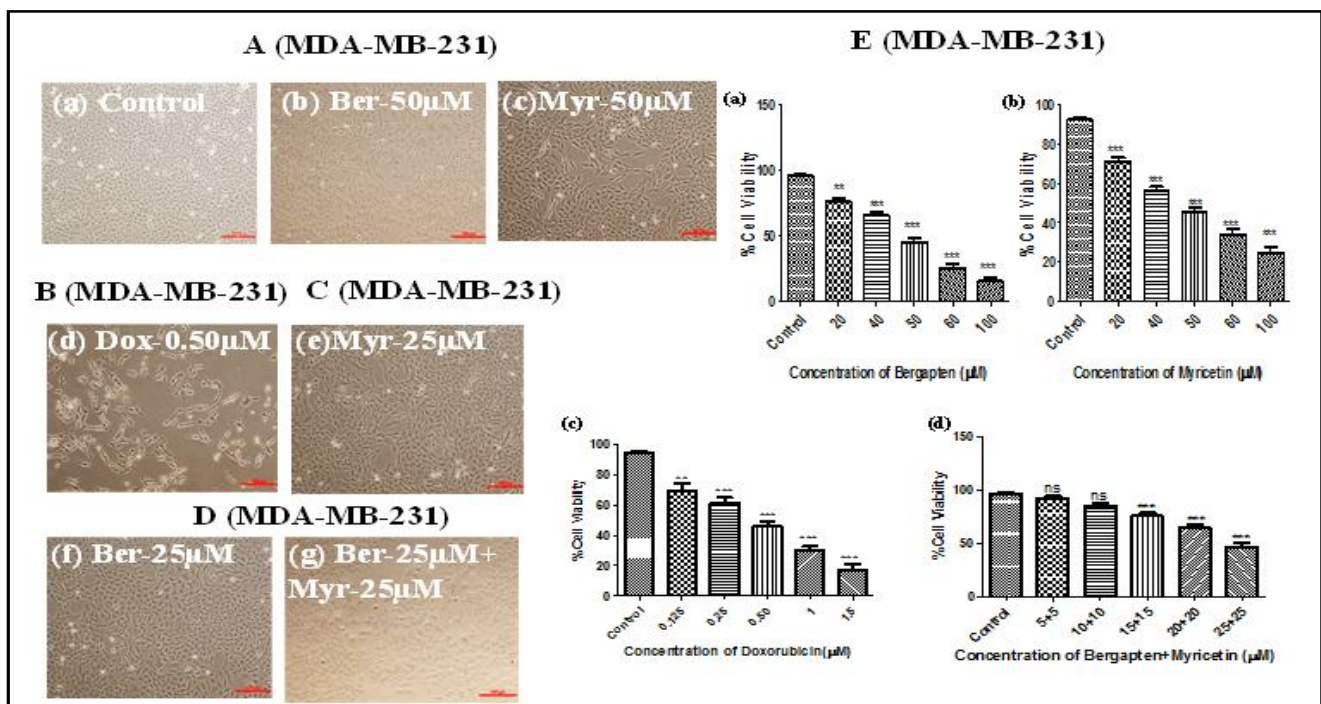 A (MDA-MB-231)
(a) Control
(b) Ber-50µM
(c)Myr-50µM
B (MDA-MB-231)
C (MDA-MB-231)
(d) Dox-0.50µM
(e)Myr-25µM
D (MDA-MB-231)
(f) Ber-25µM
(g) Ber-25µM+
Myr-25µM
E (MDA-MB-231)
(a)
%Cell Viability
150
100
50
0
**
***
***
***
***
Control
20
40
50
60
100
Concentration of Bergapten (µM)
(b)
%Cell Viability
100
80
60
40
20
0
***
***
***
***
***
Control
20
40
50
60
100
Concentration of Myricetin (µM)
(c)
%Cell Viability
100
80
60
40
20
0
**
***
***
***
***
Control
0.125
0.25
0.50
1
1.5
Concentration of Doxorubicin(µM)
(d)
%Cell Viability
150
100
50
0
ns
ns
***
***
***
Control
5+5
10+10
15+15
20+20
25+25
Concentration of Bergapten+Myricetin (µM)